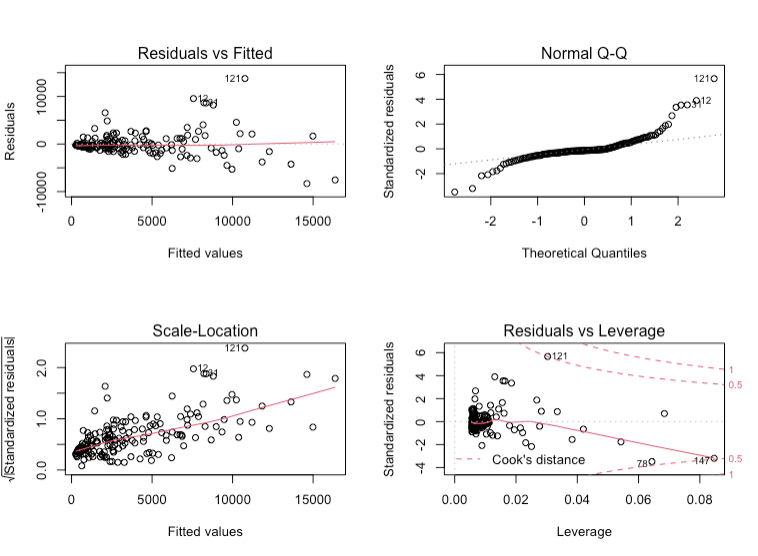 Residuals vs Fitted
Residuals
-10000 0 10000
121
12
0 5000 10000 15000
Fitted values
Normal Q-Q
Standardized residuals
-2 0 2 4 6
121
12
31
-2 -1 0 1 2
Theoretical Quantiles
Scale-Location
√|Standardized residuals|
0.0 1.0 2.0
121
12
31
0 5000 10000 15000
Fitted values
Residuals vs Leverage
Standardized residuals
-4 -2 0 2 4 6
121
78
147
Cook's distance
1
0.5
0.5
1
0.00 0.02 0.04 0.06 0.08
Leverage